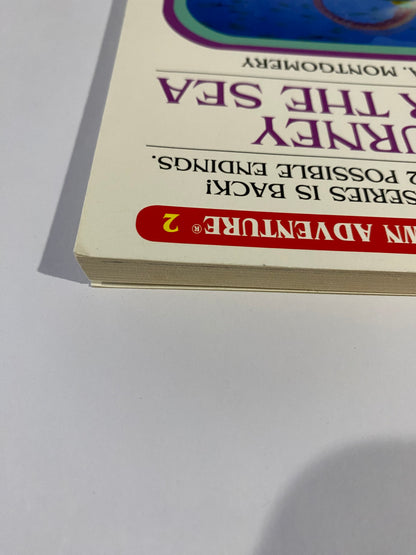 WN ADVENTURE® 2
SERIES IS BACK!
2 POSSIBLE ENDINGS.
URNEY
R THE SEA
. MONTGOMERY